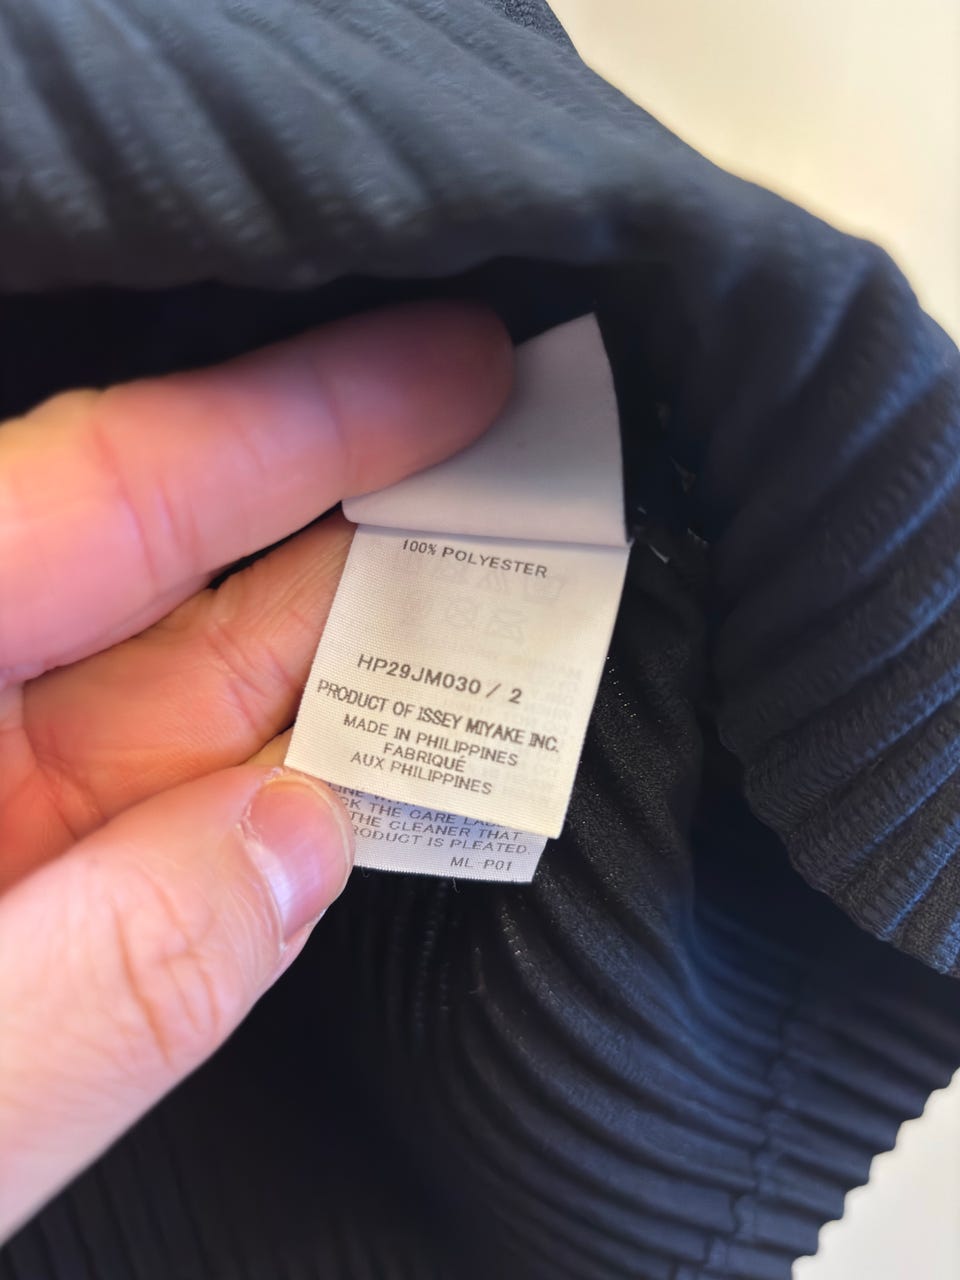 100% POLYESTER
HP29JM030 / 2
PRODUCT OF ISSEY MIYAKE INC.
MADE IN PHILIPPINES
FABRIQUÉ
AUX PHILIPPINES
THE CLEANER THAT
IS PLEATED.
ML P01